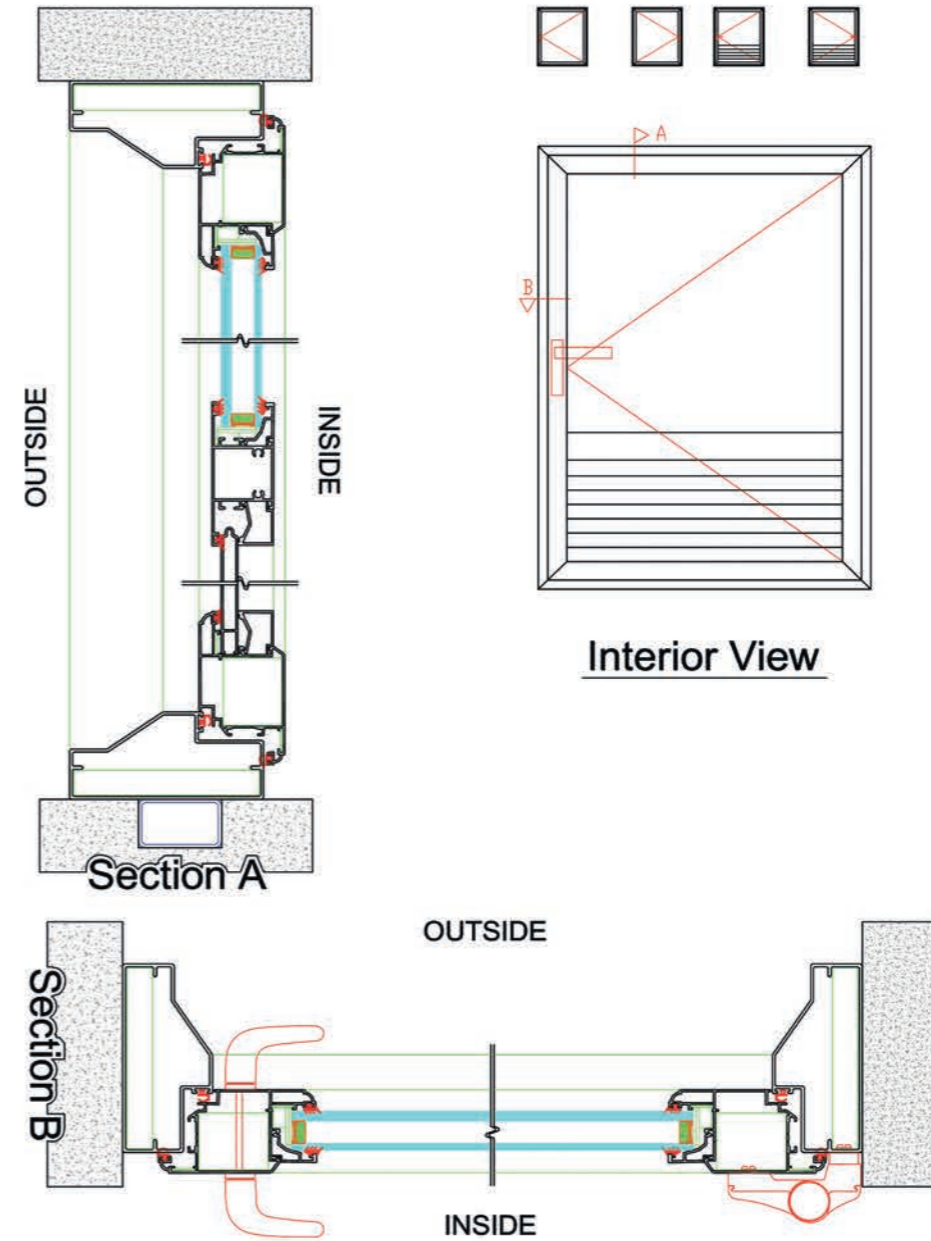 A
B
OUTSIDE
INSIDE
Interior View
Section A
OUTSIDE
Section B
INSIDE